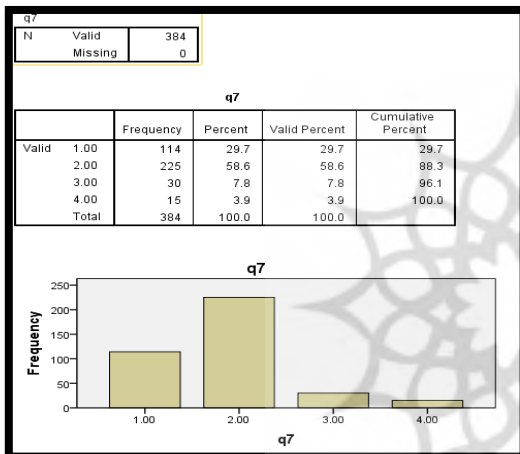 q7
N Valid 384
Missing 0
q7
Frequency Percent Valid Percent Cumulative Percent
Valid 1.00 114 29.7 29.7 29.7
2.00 225 58.6 58.6 88.3
3.00 30 7.8 7.8 96.1
4.00 15 3.9 3.9 100.0
Total 384 100.0 100.0
q7
Frequency
250
200
150
100
50
0
1.00 2.00 3.00 4.00
q7